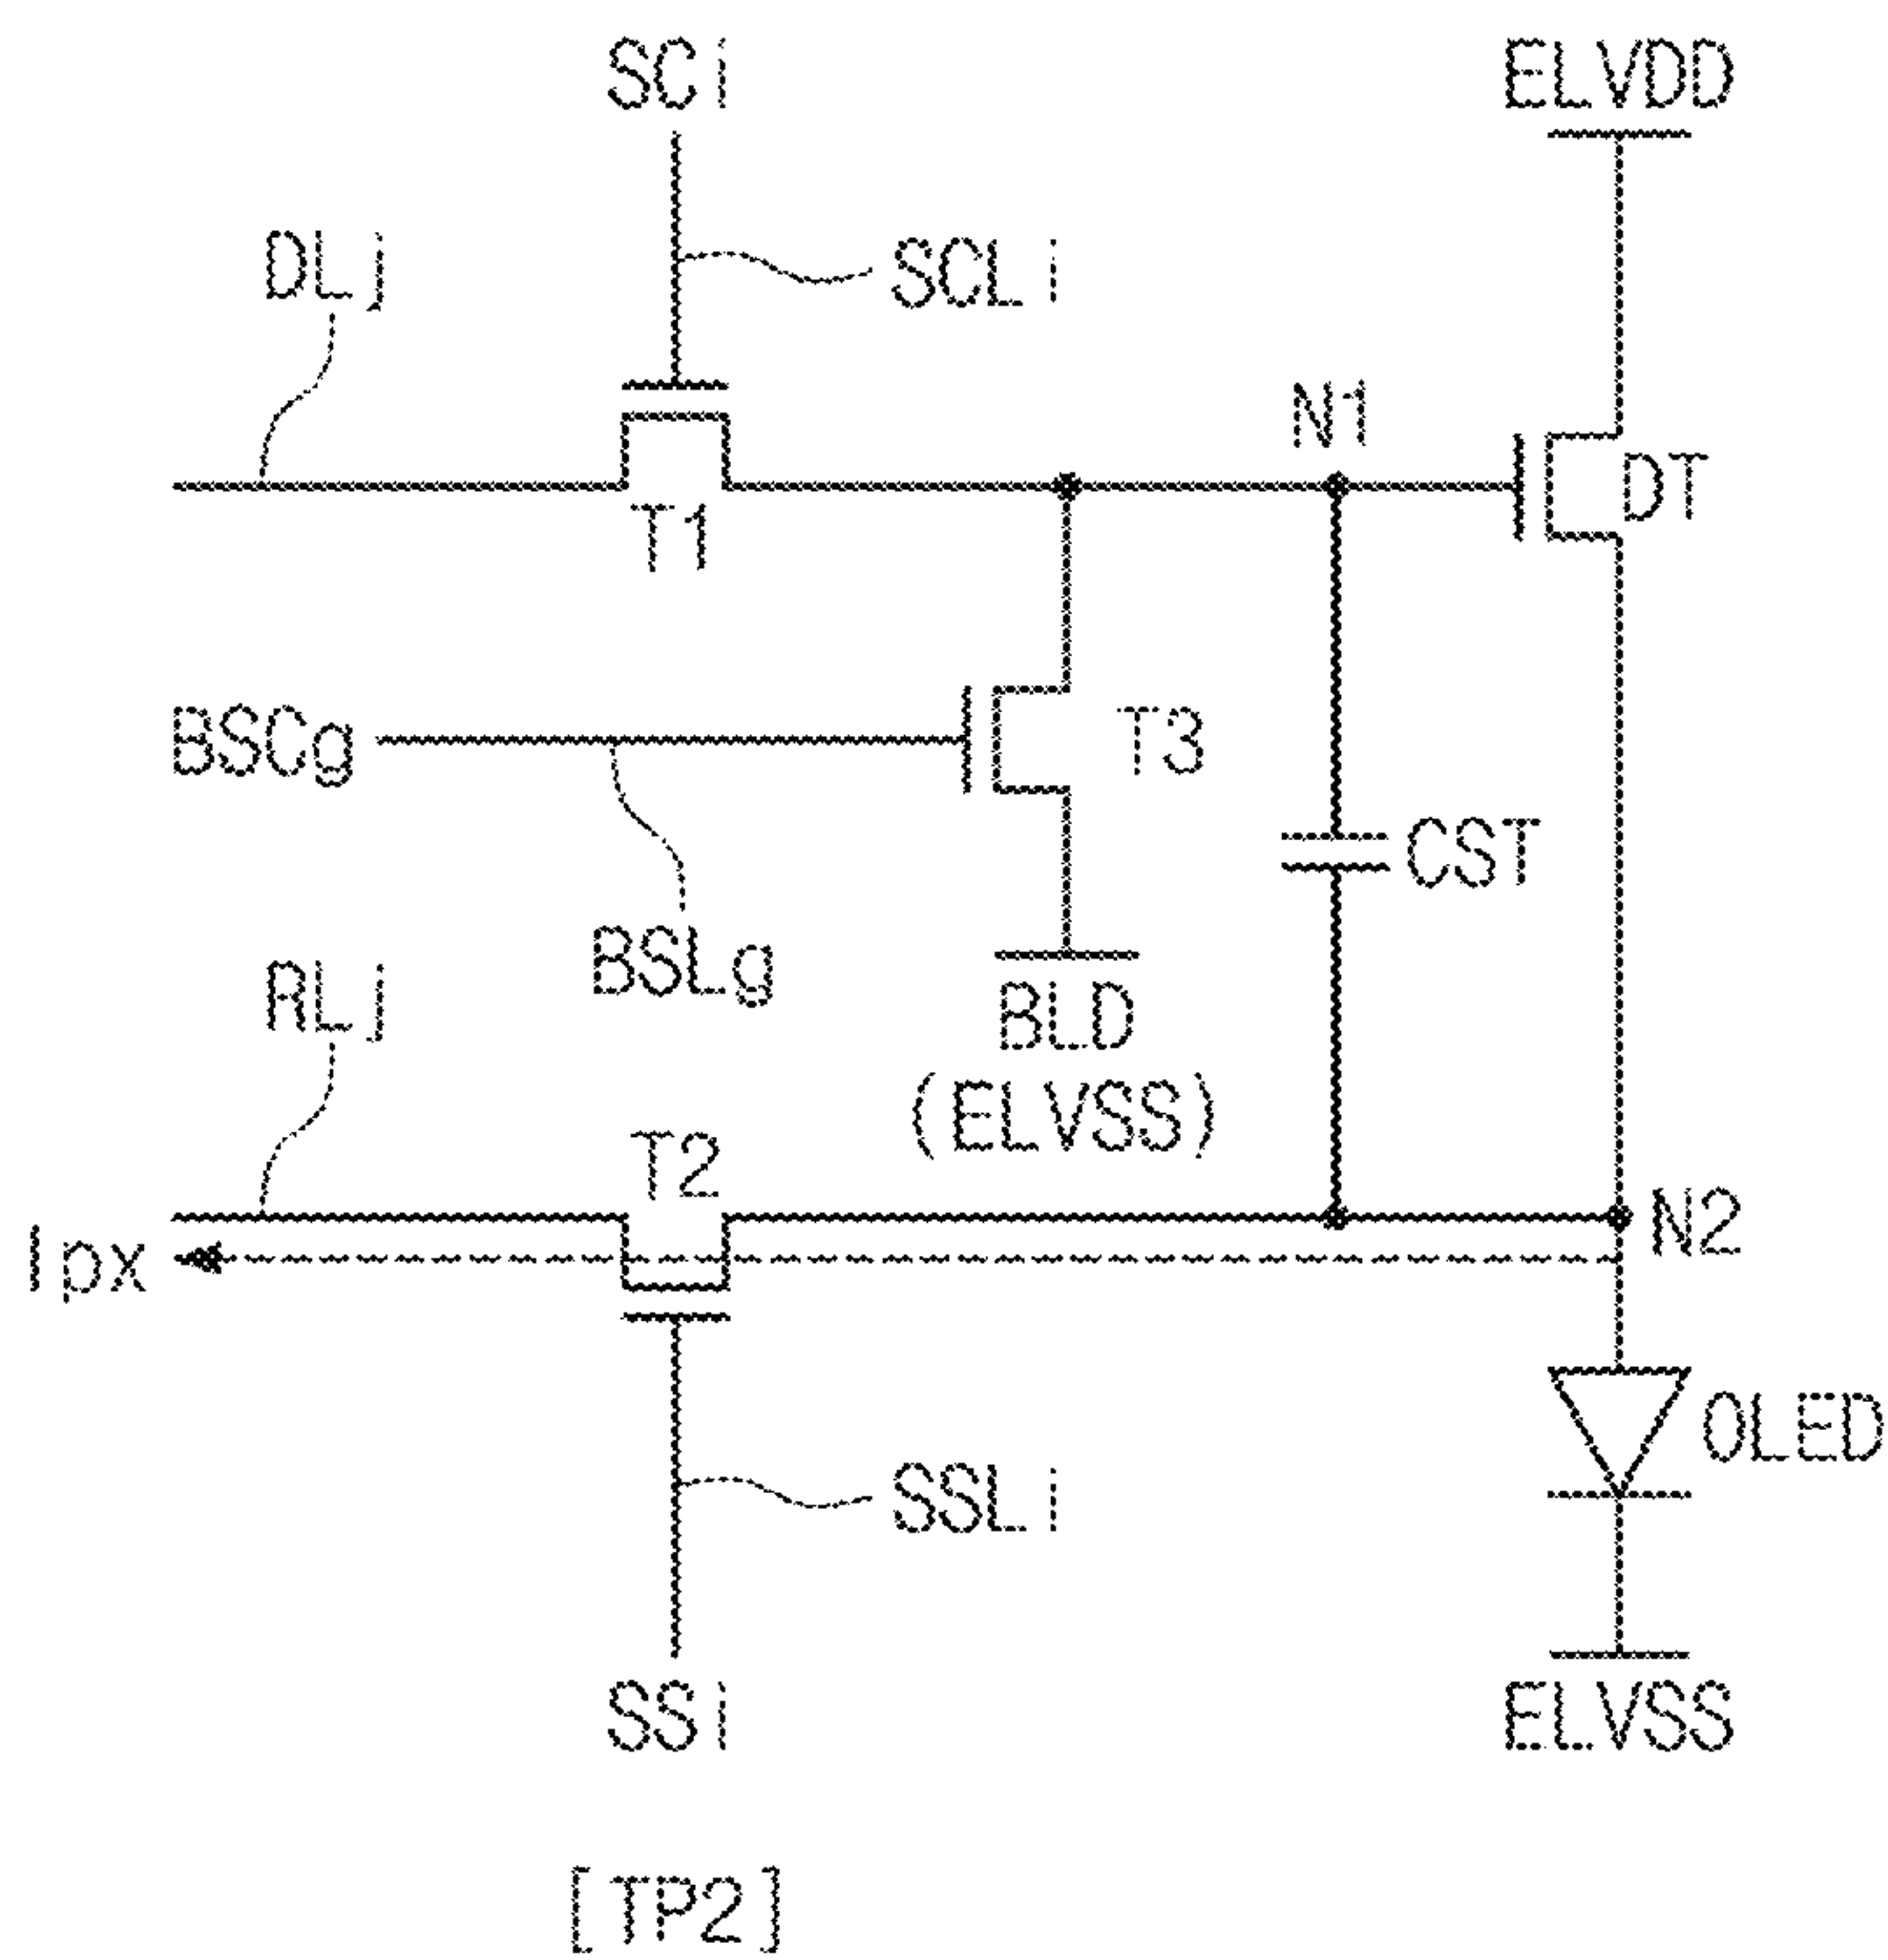 SCi
ELVDD
DLj
SCLi
N1
DT
T1
BSCg
T3
CST
BSLg
RLj
BLD
(ELVSS)
T2
N2
Ipx
OLED
SSLi
SSi
ELVSS
[TP2]